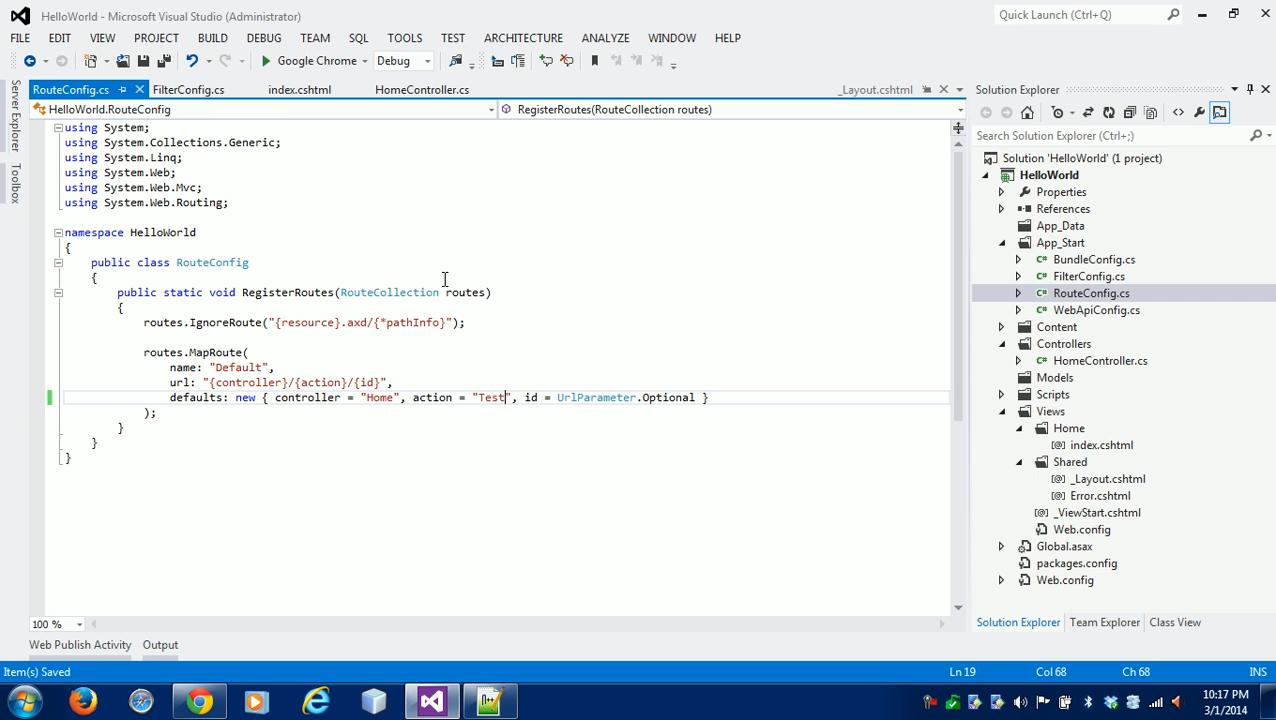 HelloWorld - Microsoft Visual Studio (Administrator)
Quick Launch (Ctrl+Q)
FILE EDIT VIEW PROJECT BUILD DEBUG TEAM SQL TOOLS TEST ARCHITECTURE ANALYZE WINDOW HELP
Google Chrome Debug
Server Explorer
Toolbox
RouteConfig.cs FilterConfig.cs index.cshtml HomeController.cs _Layout.cshtml
HelloWorld.RouteConfig RegisterRoutes(RouteCollection routes)
using System;
using System.Collections.Generic;
using System.Linq;
using System.Web;
using System.Web.Mvc;
using System.Web.Routing;
namespace HelloWorld
{
public class RouteConfig
{
public static void RegisterRoutes(RouteCollection routes)
{
routes.IgnoreRoute("{resource}.axd/{*pathInfo}");
routes.MapRoute(
name: "Default",
url: "{controller}/{action}/{id}",
defaults: new { controller = "Home", action = "Test", id = UrlParameter.Optional }
);
}
}
}
100 %
Solution Explorer
Search Solution Explorer (Ctrl+;)
Solution 'HelloWorld' (1 project)
HelloWorld
Properties
References
App_Data
App_Start
BundleConfig.cs
FilterConfig.cs
RouteConfig.cs
WebApiConfig.cs
Content
Controllers
HomeController.cs
Models
Scripts
Views
Home
index.cshtml
Shared
_Layout.cshtml
Error.cshtml
_ViewStart.cshtml
Web.config
Global.asax
packages.config
Web.config
Solution Explorer Team Explorer Class View
Web Publish Activity Output
Item(s) Saved Ln 19 Col 68 Ch 68 INS
10:17 PM
3/1/2014